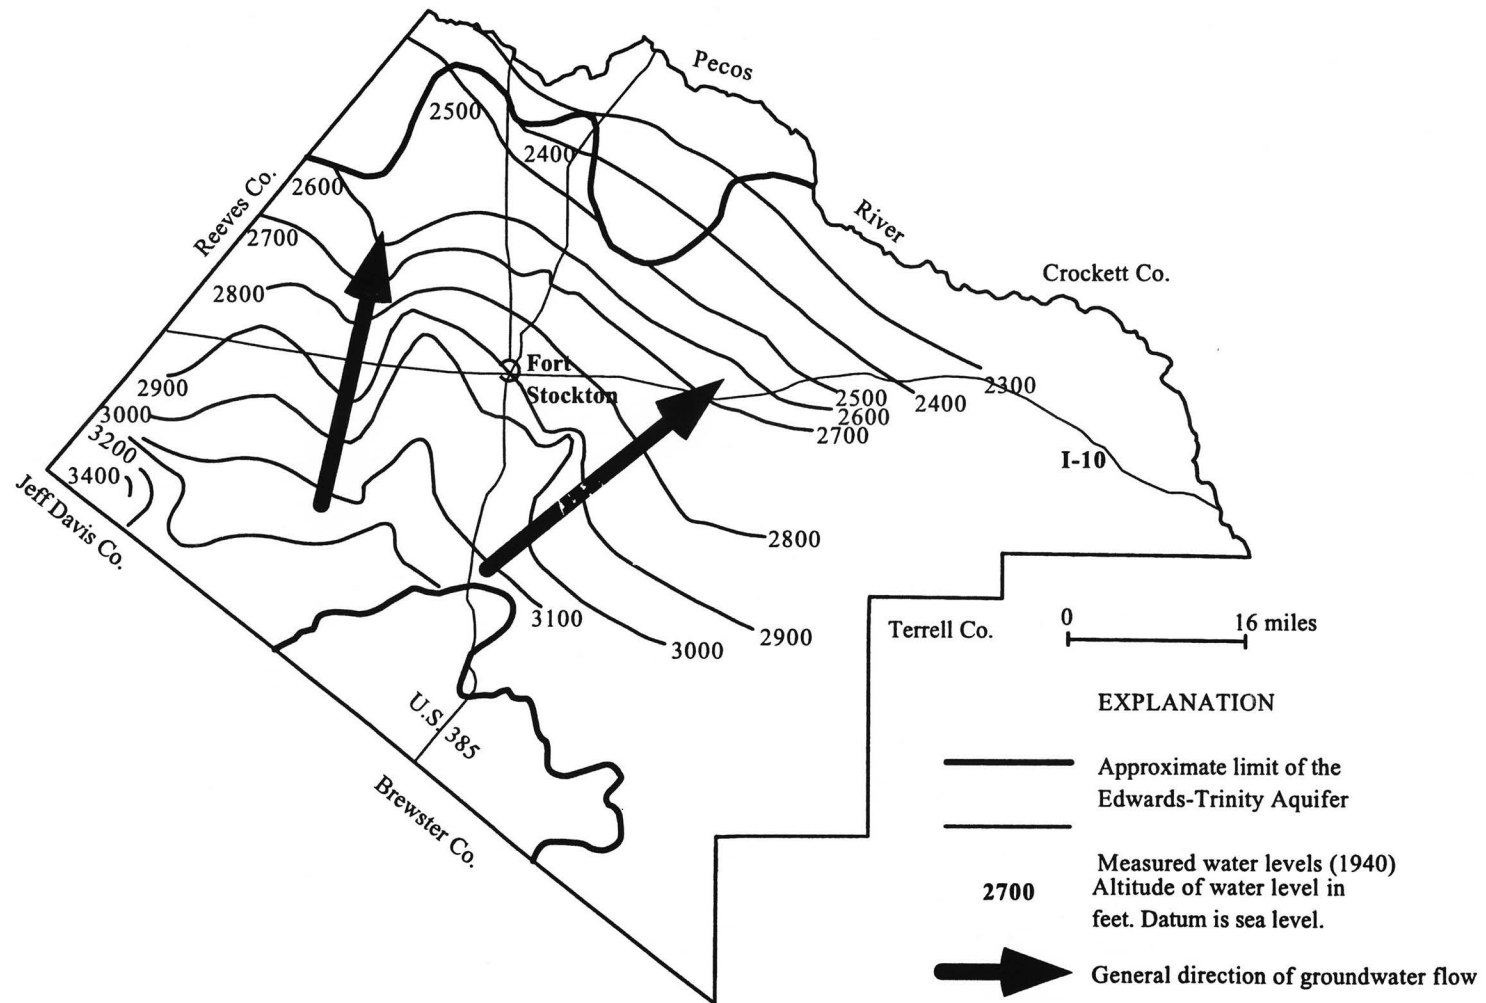 Pecos
River
2500
2400
2600
Reeves Co.
2700
2800
Crockett Co.
Fort
Stockton
2900
3000
3200
3400
Jeff Davis Co.
2300
2500
2400
2600
2700
I-10
2800
3100
2900
3000
Terrell Co.
0 16 miles
U.S. 385
Brewster Co.
EXPLANATION
Approximate limit of the
Edwards-Trinity Aquifer
Measured water levels (1940)
2700 Altitude of water level in
feet. Datum is sea level.
General direction of groundwater flow